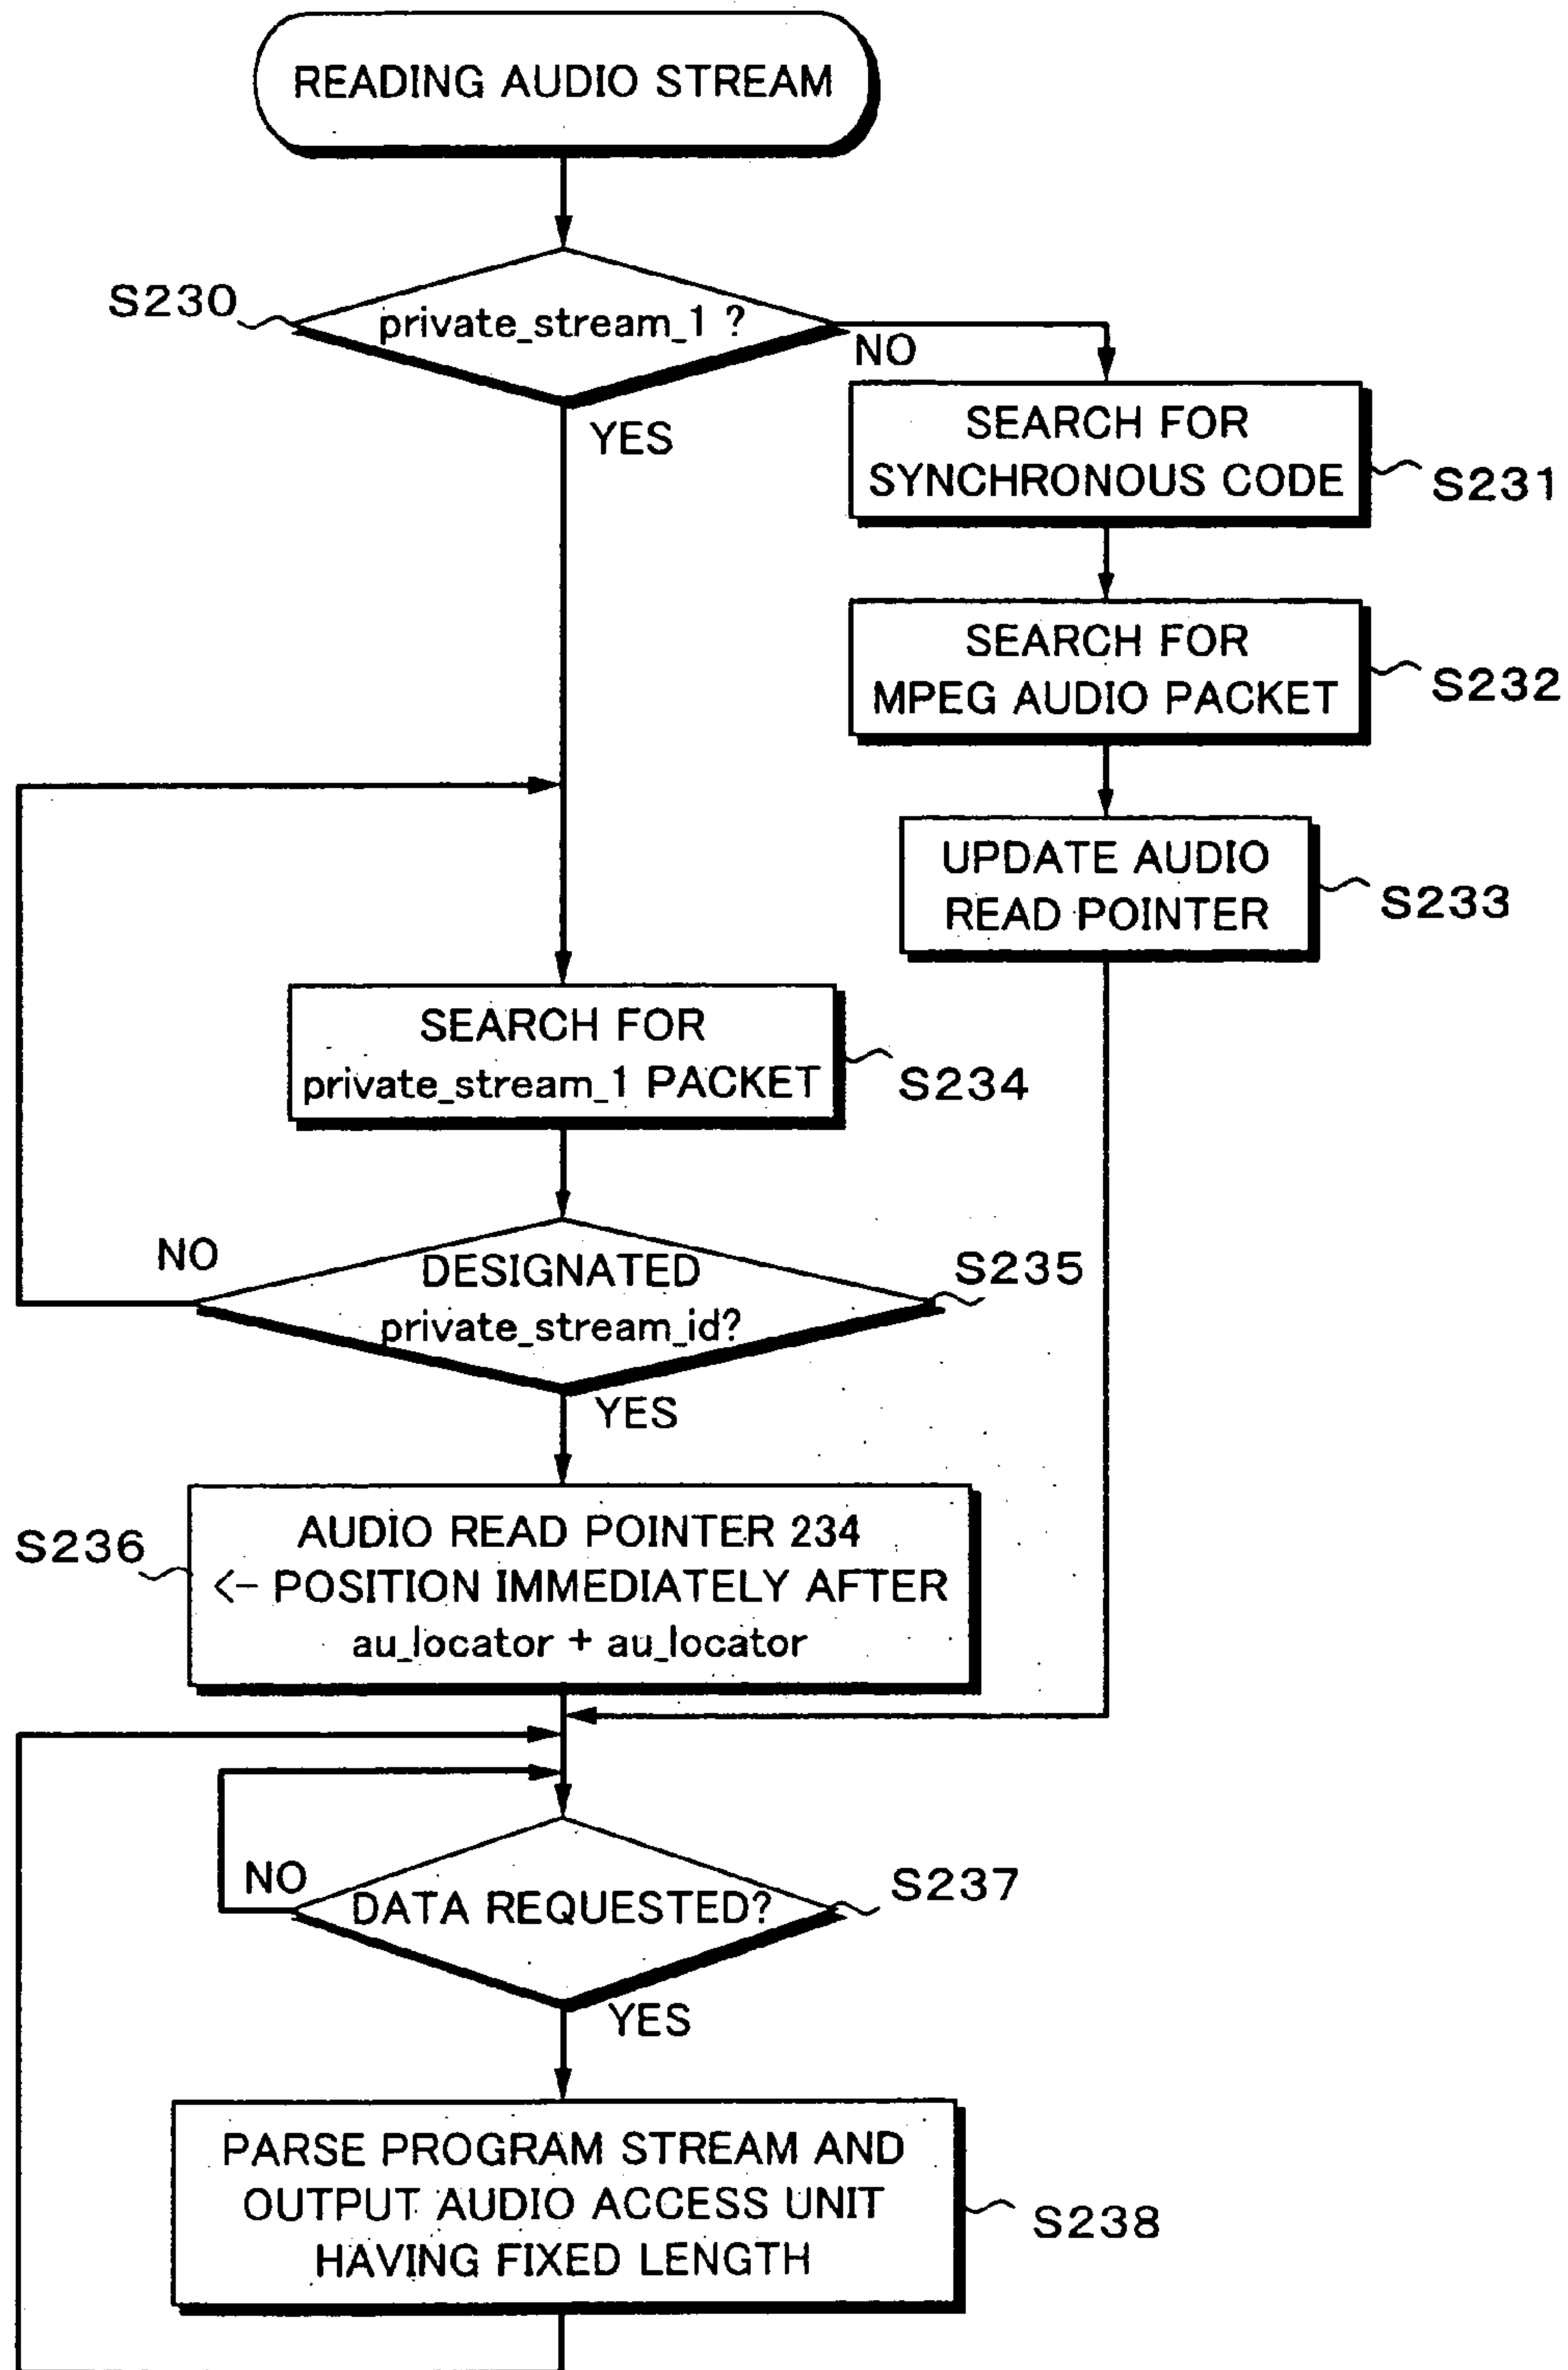 READING AUDIO STREAM
S230
private_stream_1 ?
NO
YES
SEARCH FOR
SYNCHRONOUS CODE
S231
SEARCH FOR
MPEG AUDIO PACKET
S232
UPDATE AUDIO
READ POINTER
S233
SEARCH FOR
private_stream_1 PACKET
S234
NO
DESIGNATED
private_stream_id?
S235
YES
S236
AUDIO READ POINTER 234
<- POSITION IMMEDIATELY AFTER
au_locator + au_locator
NO
DATA REQUESTED?
S237
YES
PARSE PROGRAM STREAM AND
OUTPUT AUDIO ACCESS UNIT
HAVING FIXED LENGTH
S238